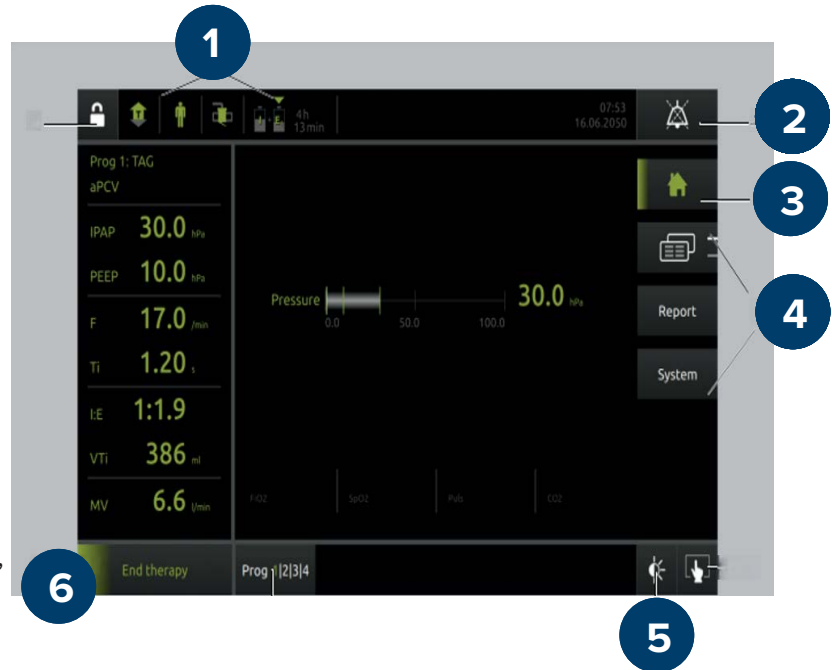 1
4h
13min
07:53
16.06.2050
2
Prog 1: TAG
aPCV
3
IPAP 30.0 hPa
PEEP 10.0 hPa
Pressure 30.0 hPa
0.0 50.0 100.0
F 17.0 /min
Report
4
Ti 1.20 s
System
I:E 1:1.9
VTi 386 ml
MV 6.6 l/min
FiO2 SpO2 Puls CO2
6
End therapy
Prog 1|2|3|4
5